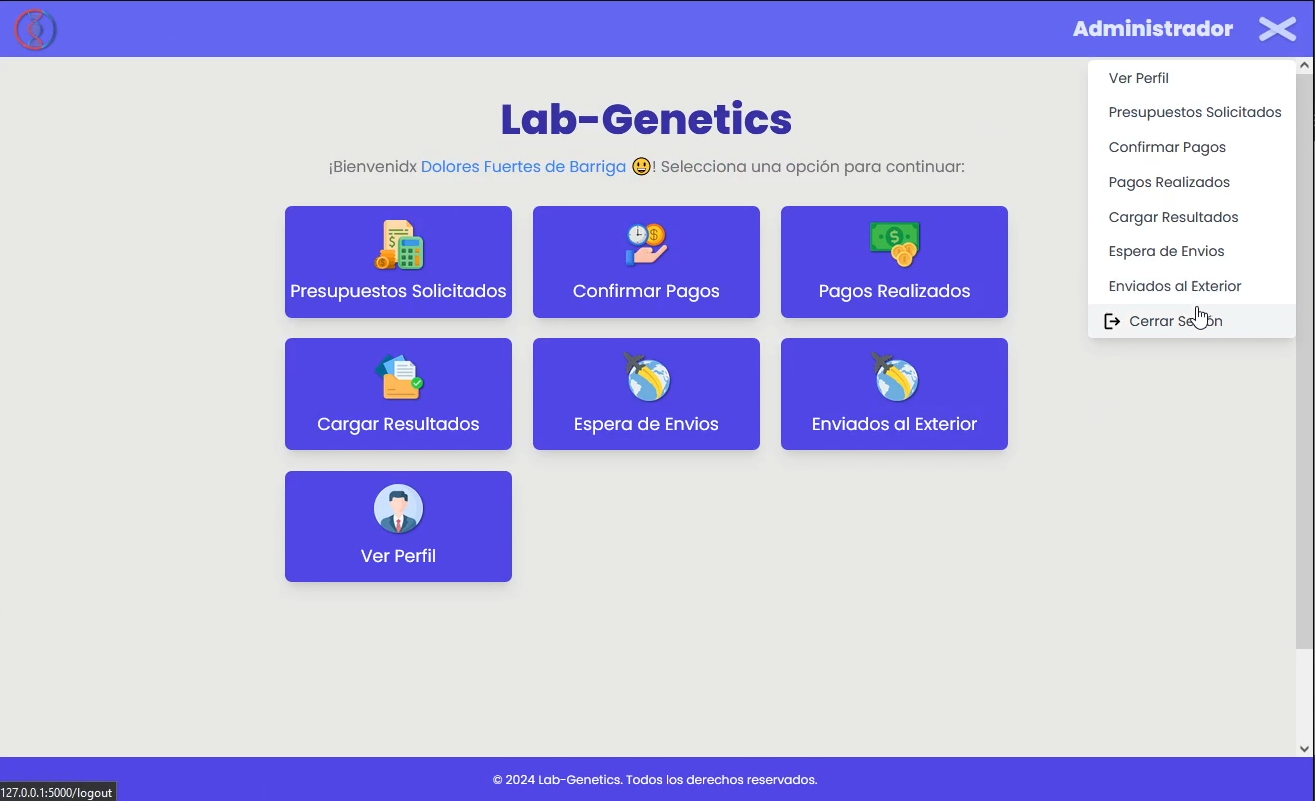 Administrador
Ver Perfil
Presupuestos Solicitados
Confirmar Pagos
Pagos Realizados
Cargar Resultados
Espera de Envios
Enviados al Exterior
Cerrar Sesión
Lab-Genetics
¡Bienvenidx Dolores Fuertes de Barriga 😃! Selecciona una opción para continuar:
Presupuestos Solicitados
Confirmar Pagos
Pagos Realizados
Cargar Resultados
Espera de Envios
Enviados al Exterior
Ver Perfil
© 2024 Lab-Genetics. Todos los derechos reservados.
127.0.0.1:5000/logout